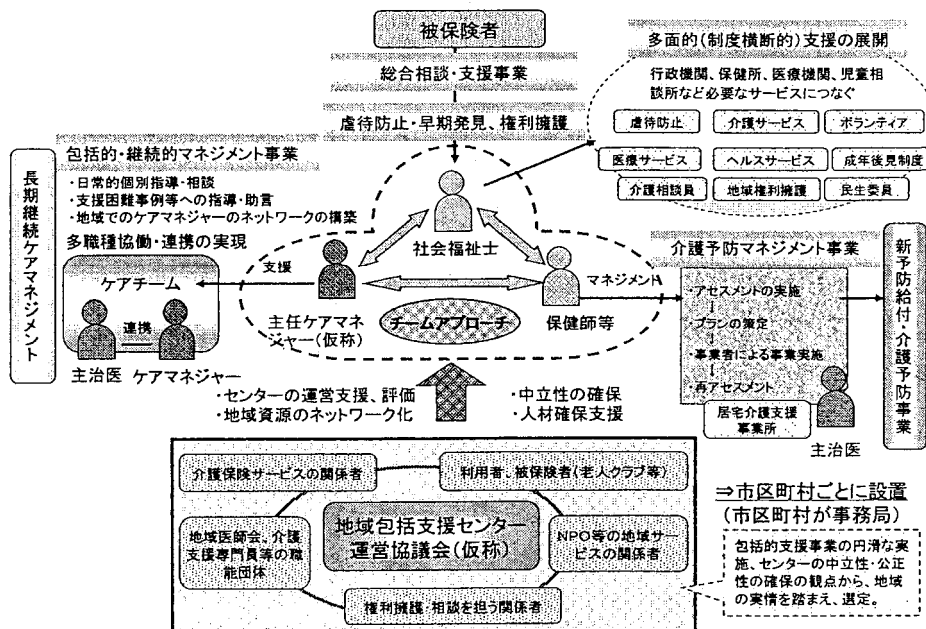 被保険者
総合相談・支援事業
虐待防止・早期発見、権利擁護
多面的(制度横断的)支援の展開
行政機関、保健所、医療機関、児童相
談所など必要なサービスにつなぐ
虐待防止
介護サービス
ボランティア
医療サービス
ヘルスサービス
成年後見制度
介護相談員
地域権利擁護
民生委員
長期継続ケアマネジメント
包括的・継続的マネジメント事業
・日常的個別指導・相談
・支援困難事例等への指導・助言
・地域でのケアマネジャーのネットワークの構築
多職種協働・連携の実現
ケアチーム
連携
主治医
ケアマネジャー
支援
社会福祉士
主任ケアマネ
ジャー(仮称)
チームアプローチ
保健師等
マネジメント
介護予防マネジメント事業
・アセスメントの実施
↓
・プランの策定
↓
・事業者による事業実施
↓
・再アセスメント
居宅介護支援
事業所
主治医
新予防給付・介護予防事業
・センターの運営支援、評価
・地域資源のネットワーク化
・中立性の確保
・人材確保支援
介護保険サービスの関係者
利用者、被保険者(老人クラブ等)
地域医師会、介護
支援専門員等の職
能団体
地域包括支援センター
運営協議会(仮称)
NPO等の地域サー
ビスの関係者
権利擁護・相談を担う関係者
⇒市区町村ごとに設置
(市区町村が事務局)
包括的支援事業の円滑な実
施、センターの中立性・公正
性の確保の観点から、地域
の実情を踏まえ、選定。